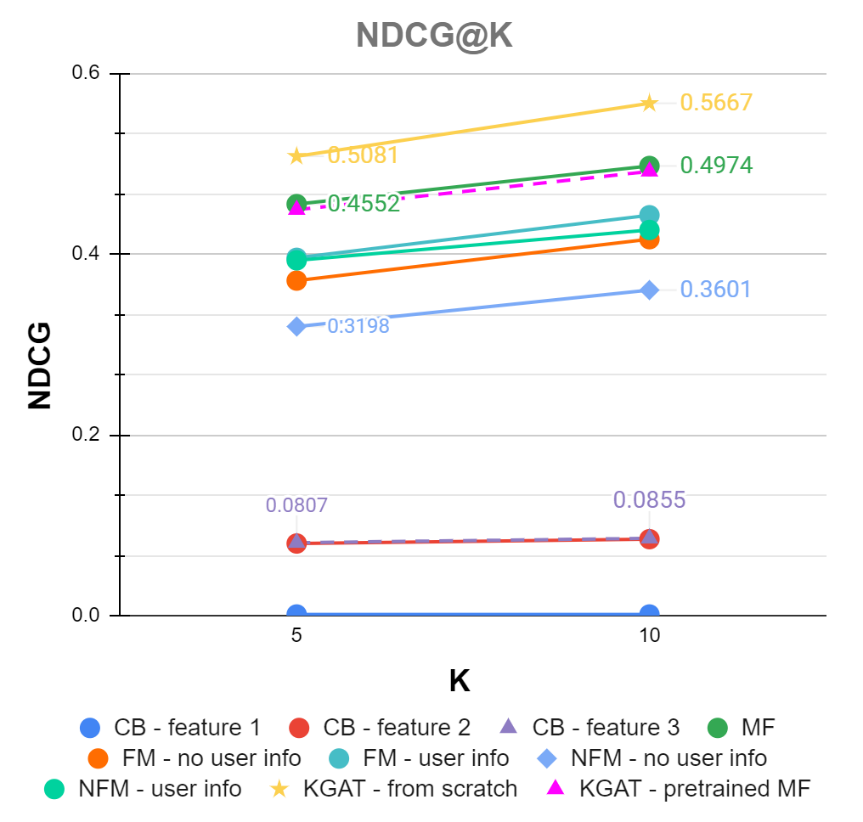 NDCG@K
0.6
0.5667
0.5081
0.4974
0.4552
0.4
0.3601
0.3198
NDCG
0.2
0.0807
0.0855
0.0
5
10
K
CB - feature 1
CB - feature 2
CB - feature 3
MF
FM - no user info
FM - user info
NFM - no user info
NFM - user info
KGAT - from scratch
KGAT - pretrained MF